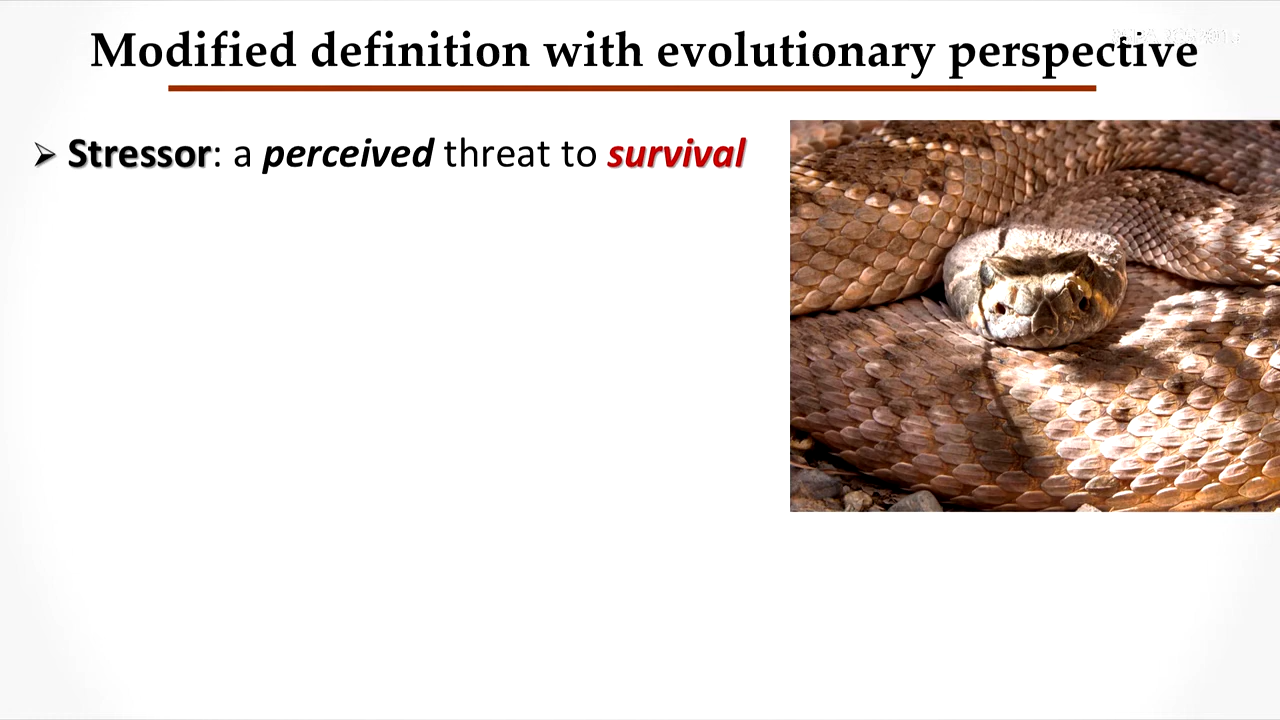 Modified definition with evolutionary perspective
Stressor: a perceived threat to survival